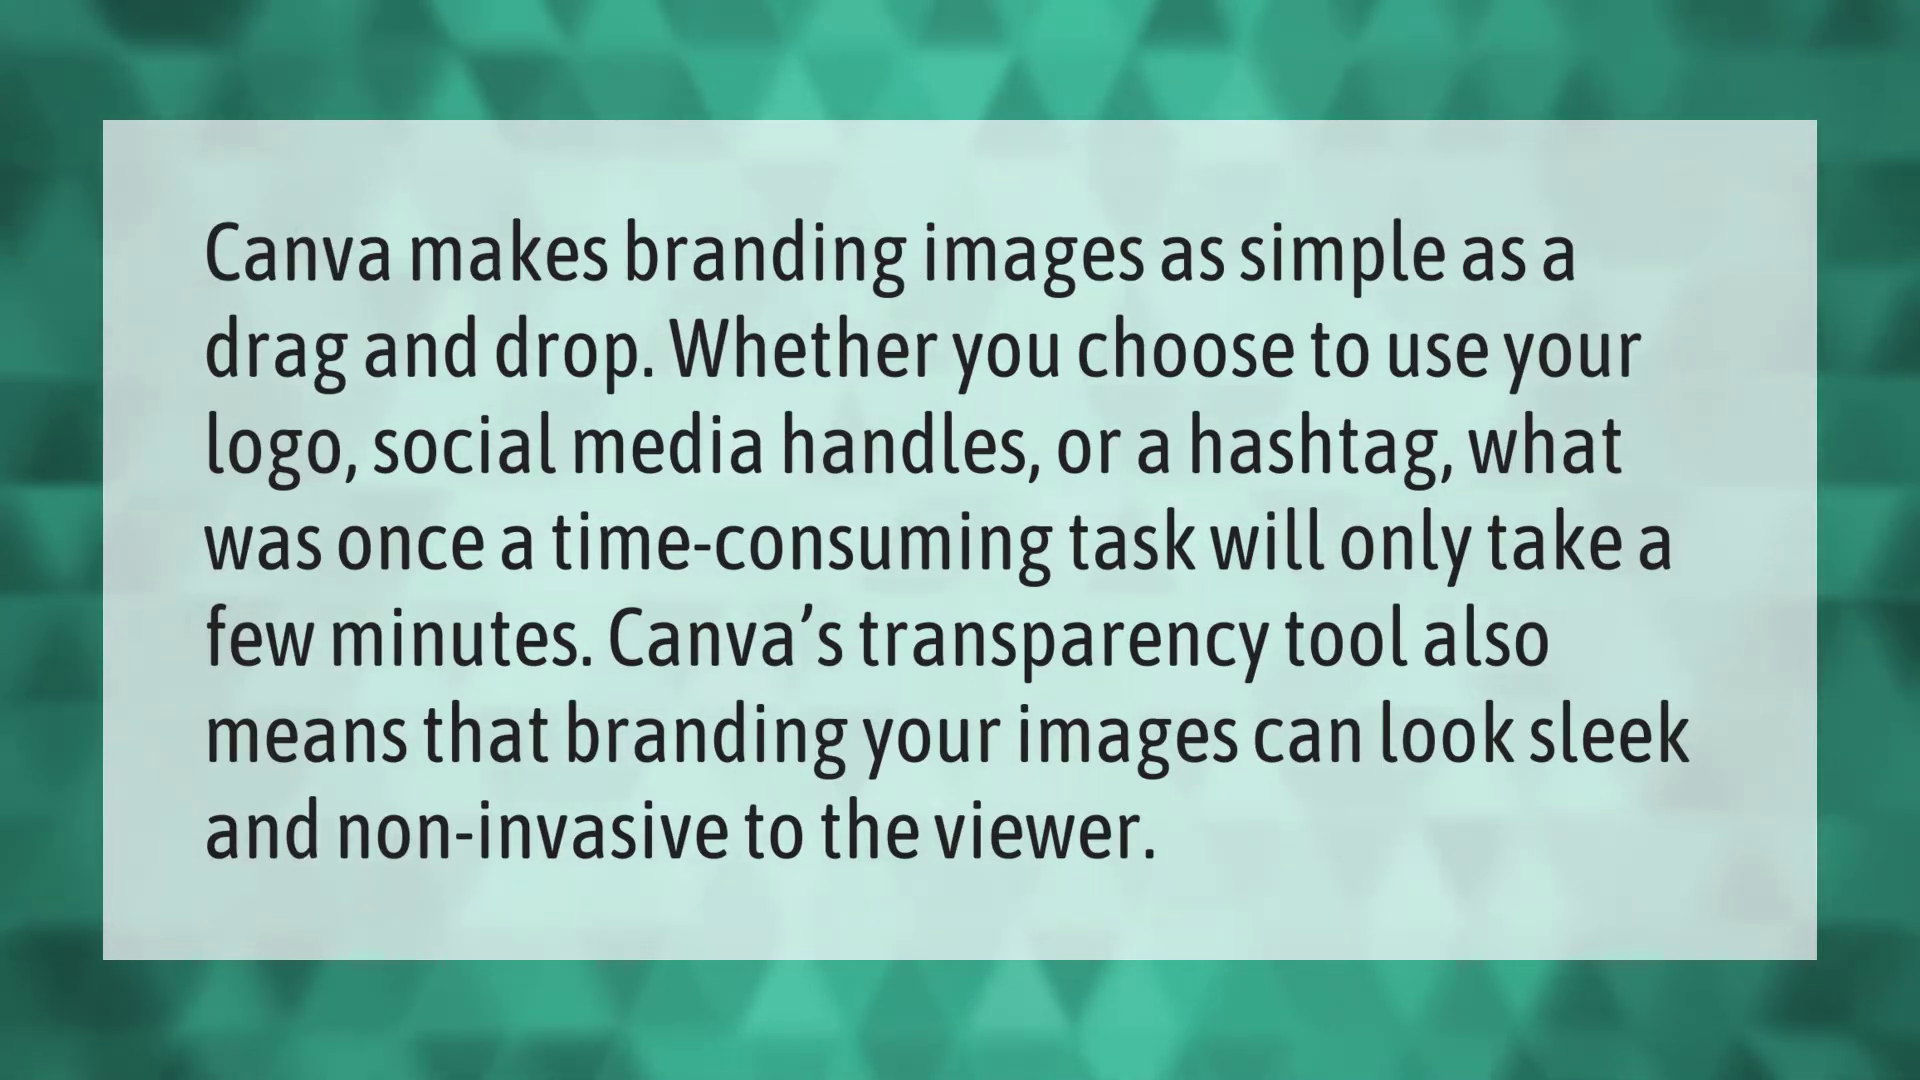 Canva makes branding images as simple as a
drag and drop. Whether you choose to use your
logo, social media handles, or a hashtag, what
was once a time-consuming task will only take a
few minutes. Canva’s transparency tool also
means that branding your images can look sleek
and non-invasive to the viewer.